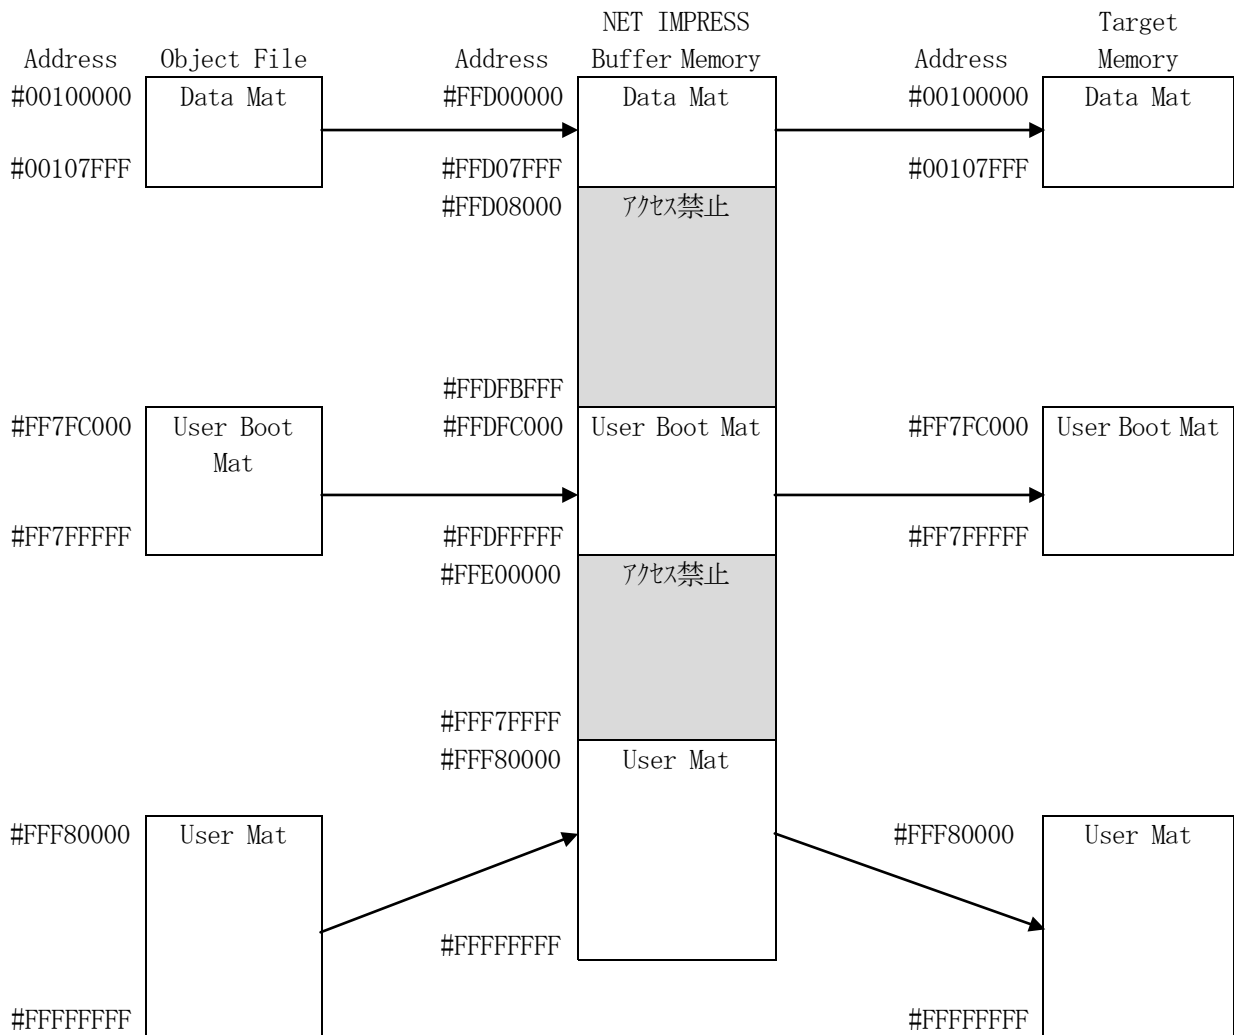 NET IMPRESS Target
Address Object File Address Buffer Memory Address Memory
#00100000 Data Mat #FFD00000 Data Mat #00100000 Data Mat
#00107FFF #FFD07FFF #00107FFF
#FFD08000 ｱｸｾｽ禁止
#FFDFBFFF
#FF7FC000 User Boot #FFDFC000 User Boot Mat #FF7FC000 User Boot Mat
Mat
#FF7FFFFF #FFDFFFFF #FF7FFFFF
#FFE00000 ｱｸｾｽ禁止
#FFF7FFFF
#FFF80000 User Mat
#FFF80000 User Mat #FFF80000 User Mat
#FFFFFFFF
#FFFFFFFF #FFFFFFFF